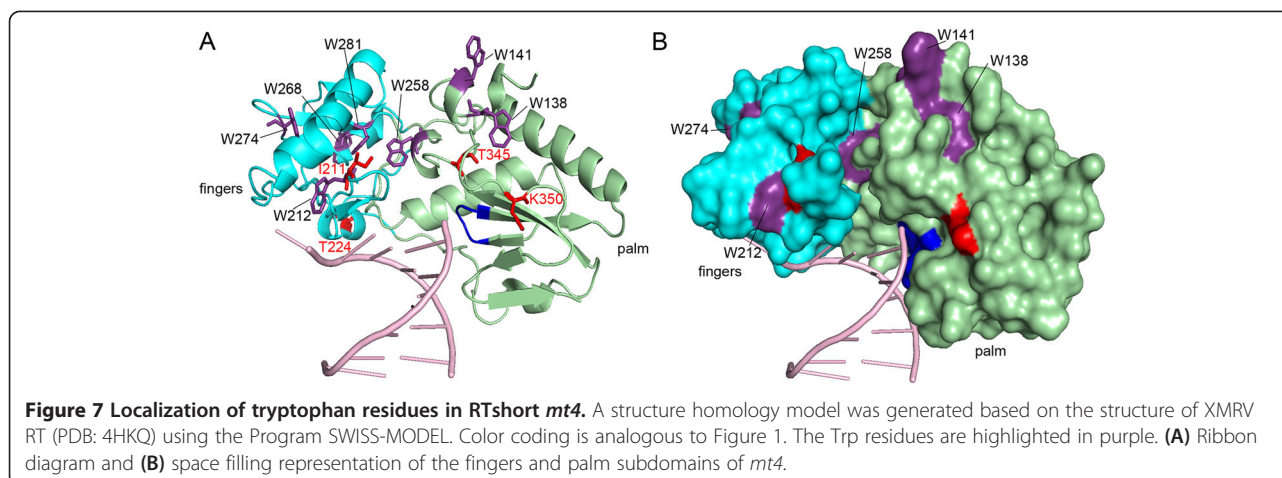 A
B
W281
W141
W141
W268
W258
W258
W138
W138
W274
W274
T345
I211
fingers
K350
W212
T224
palm
W212
fingers
palm
Figure 7 Localization of tryptophan residues in RTshort mt4. A structure homology model was generated based on the structure of XMRV
RT (PDB: 4HKQ) using the Program SWISS-MODEL. Color coding is analogous to Figure 1. The Trp residues are highlighted in purple. (A) Ribbon
diagram and (B) space filling representation of the fingers and palm subdomains of mt4.